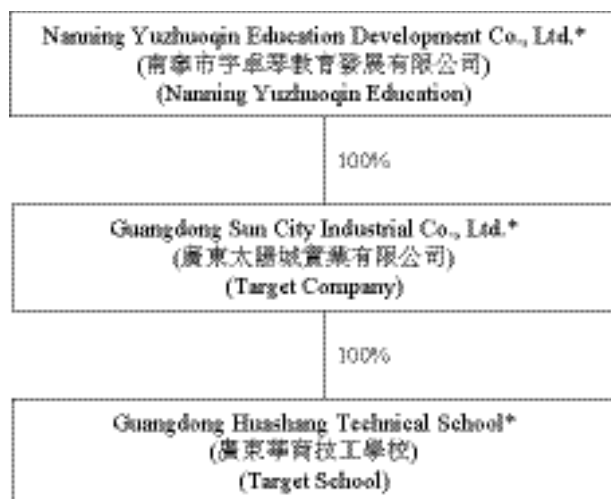 Nanning Yuzhuoqin Education Development Co., Ltd.*
(南寧市宇卓琴教育發展有限公司)
(Nanning Yuzhuoqin Education)
100%
Guangdong Sun City Industrial Co., Ltd.*
(廣東太陽城實業有限公司)
(Target Company)
100%
Guangdong Huashang Technical School*
(廣東華商技工學校)
(Target School)